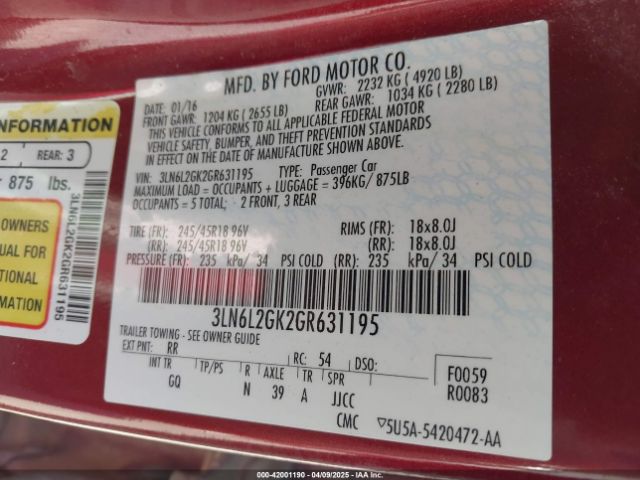 MFD. BY FORD MOTOR CO.
DATE: 01/16 GVWR: 2232 KG ( 4920 LB)
FRONT GAWR: 1204 KG ( 2655 LB) REAR GAWR: 1034 KG ( 2280 LB)
THIS VEHICLE CONFORMS TO ALL APPLICABLE FEDERAL MOTOR
VEHICLE SAFETY, BUMPER, AND THEFT PREVENTION STANDARDS
IN EFFECT ON THE DATE OF MANUFACTURE SHOWN ABOVE.
VIN: 3LN6L2GK2GR631195 TYPE: Passenger Car
MAXIMUM LOAD = OCCUPANTS + LUGGAGE = 396KG/ 875LB
OCCUPANTS = 5 TOTAL; - 2 FRONT, 3 REAR
TIRE (FR): 245/45R18 96V RIMS (FR): 18x8.0J
(RR): 245/45R18 96V (RR): 18x8.0J
PRESSURE (FR) 235 kPa/ 34 PSI COLD (RR): 235 kPa/ 34 PSI COLD
3LN6L2GK2GR631195
TRAILER TOWING - SEE OWNER GUIDE
EXT PNT: RR RC: 54 DSO:
INT TR TP/PS R AXLE TR SPR
GQ N 39 A JJCC
F0059
R0083
CMC ▽5U5A-5420472-AA
INFORMATION
2 REAR: 3
875 lbs.
OWNERS
UAL FOR
TIONAL
RMATION
3LN6L2GK2GR631195
000-42001190 - 04/09/2025 - IAAI.COM